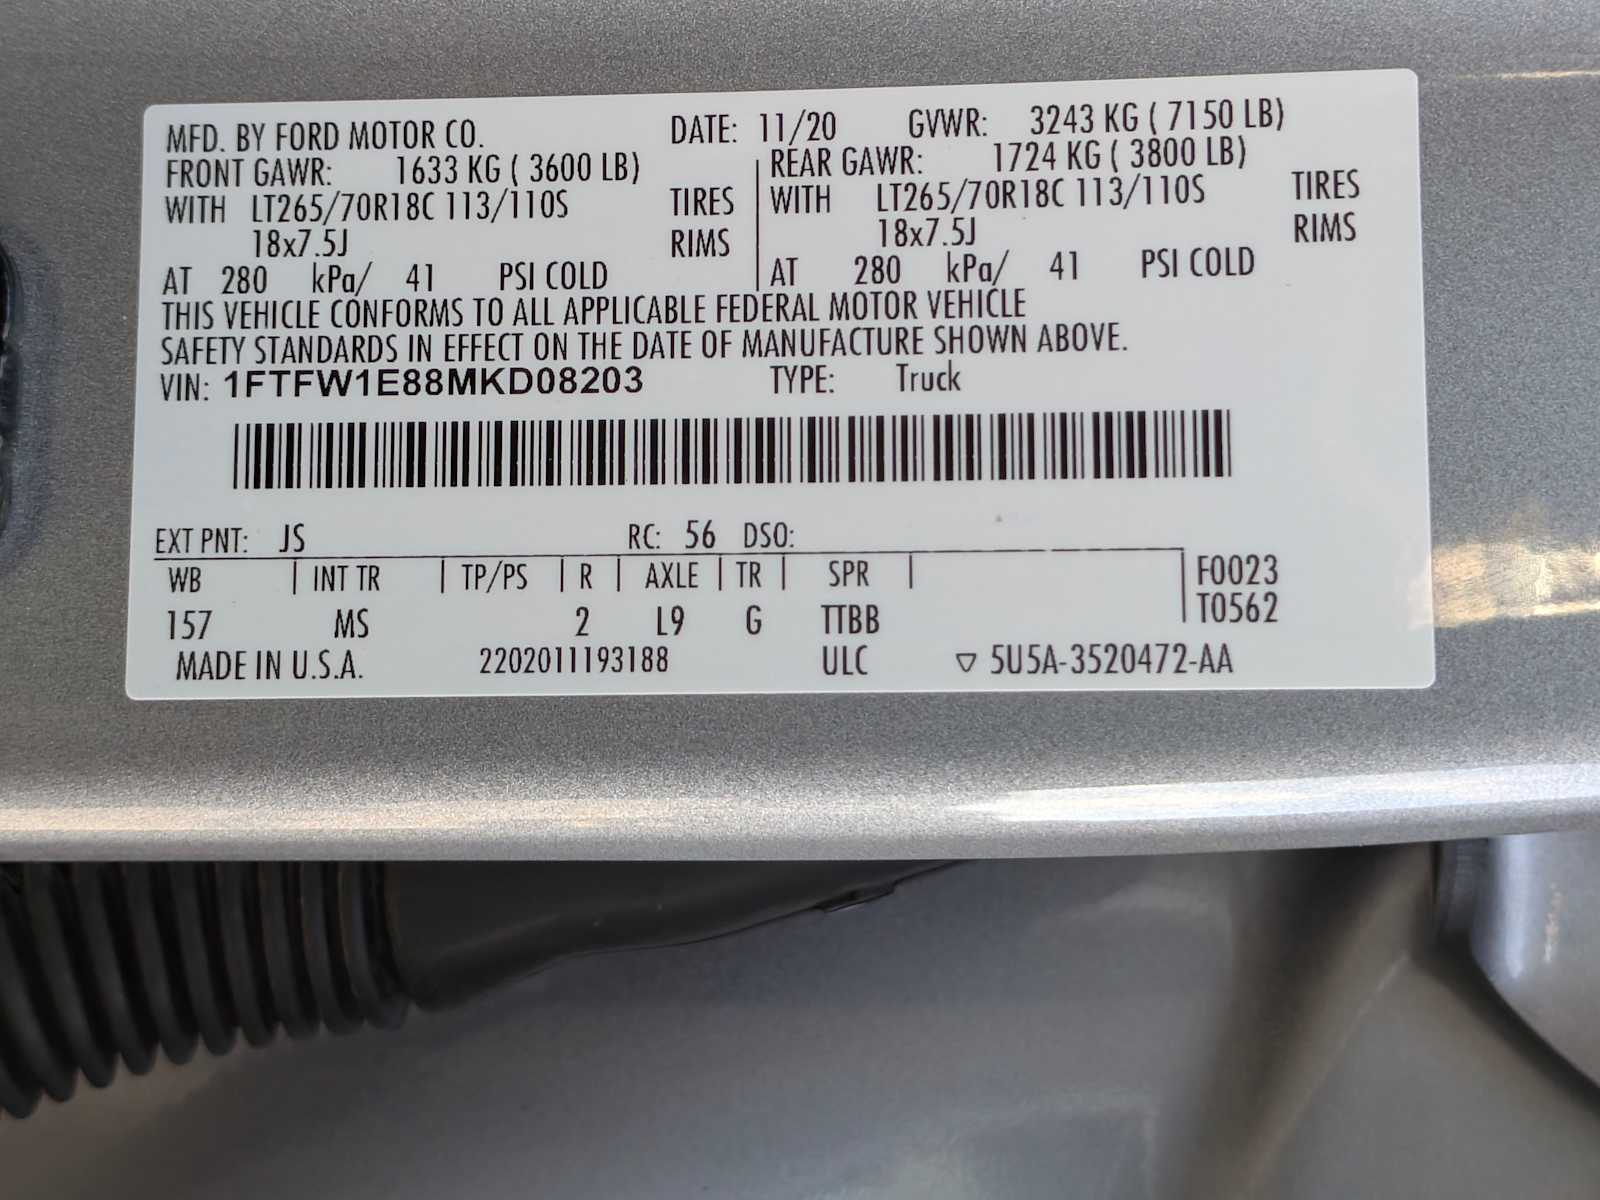 MFD. BY FORD MOTOR CO. DATE: 11/20 GVWR: 3243 KG ( 7150 LB)
FRONT GAWR: 1633 KG ( 3600 LB) REAR GAWR: 1724 KG ( 3800 LB)
WITH LT265/70R18C 113/110S TIRES WITH LT265/70R18C 113/110S TIRES
18x7.5J RIMS 18x7.5J RIMS
AT 280 kPa/ 41 PSI COLD AT 280 kPa/ 41 PSI COLD
THIS VEHICLE CONFORMS TO ALL APPLICABLE FEDERAL MOTOR VEHICLE
SAFETY STANDARDS IN EFFECT ON THE DATE OF MANUFACTURE SHOWN ABOVE.
VIN: 1FTFW1E88MKD08203 TYPE: Truck
EXT PNT: JS RC: 56 DSO:
WB INT TR TP/PS R AXLE TR SPR F0023
157 MS 2 L9 G TTBB T0562
MADE IN U.S.A. 2202011193188 ULC ▽ 5U5A-3520472-AA